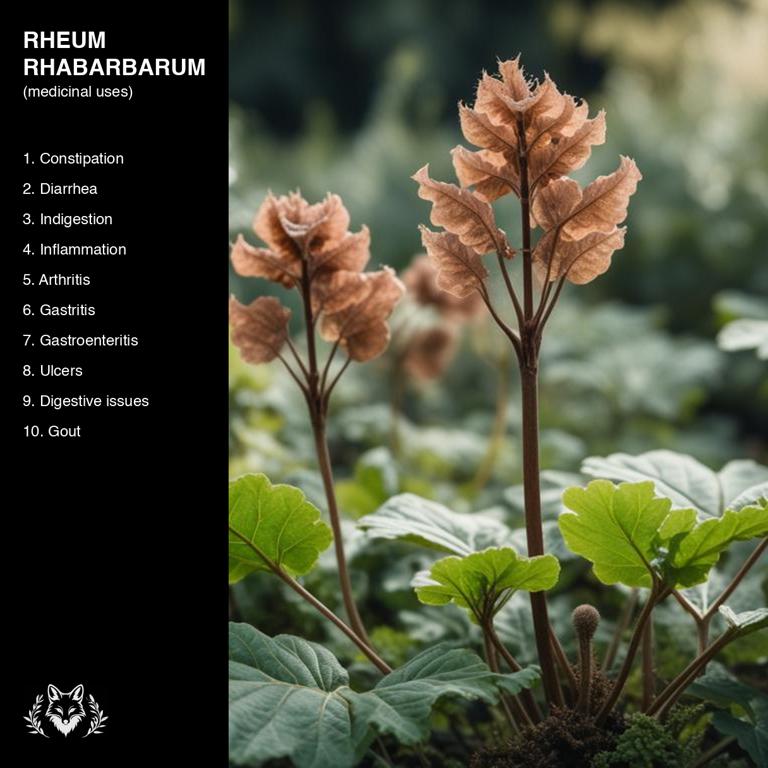 RHEUM
RHABARBARUM
(medicinal uses)
1. Constipation
2. Diarrhea
3. Indigestion
4. Inflammation
5. Arthritis
6. Gastritis
7. Gastroenteritis
8. Ulcers
9. Digestive issues
10. Gout